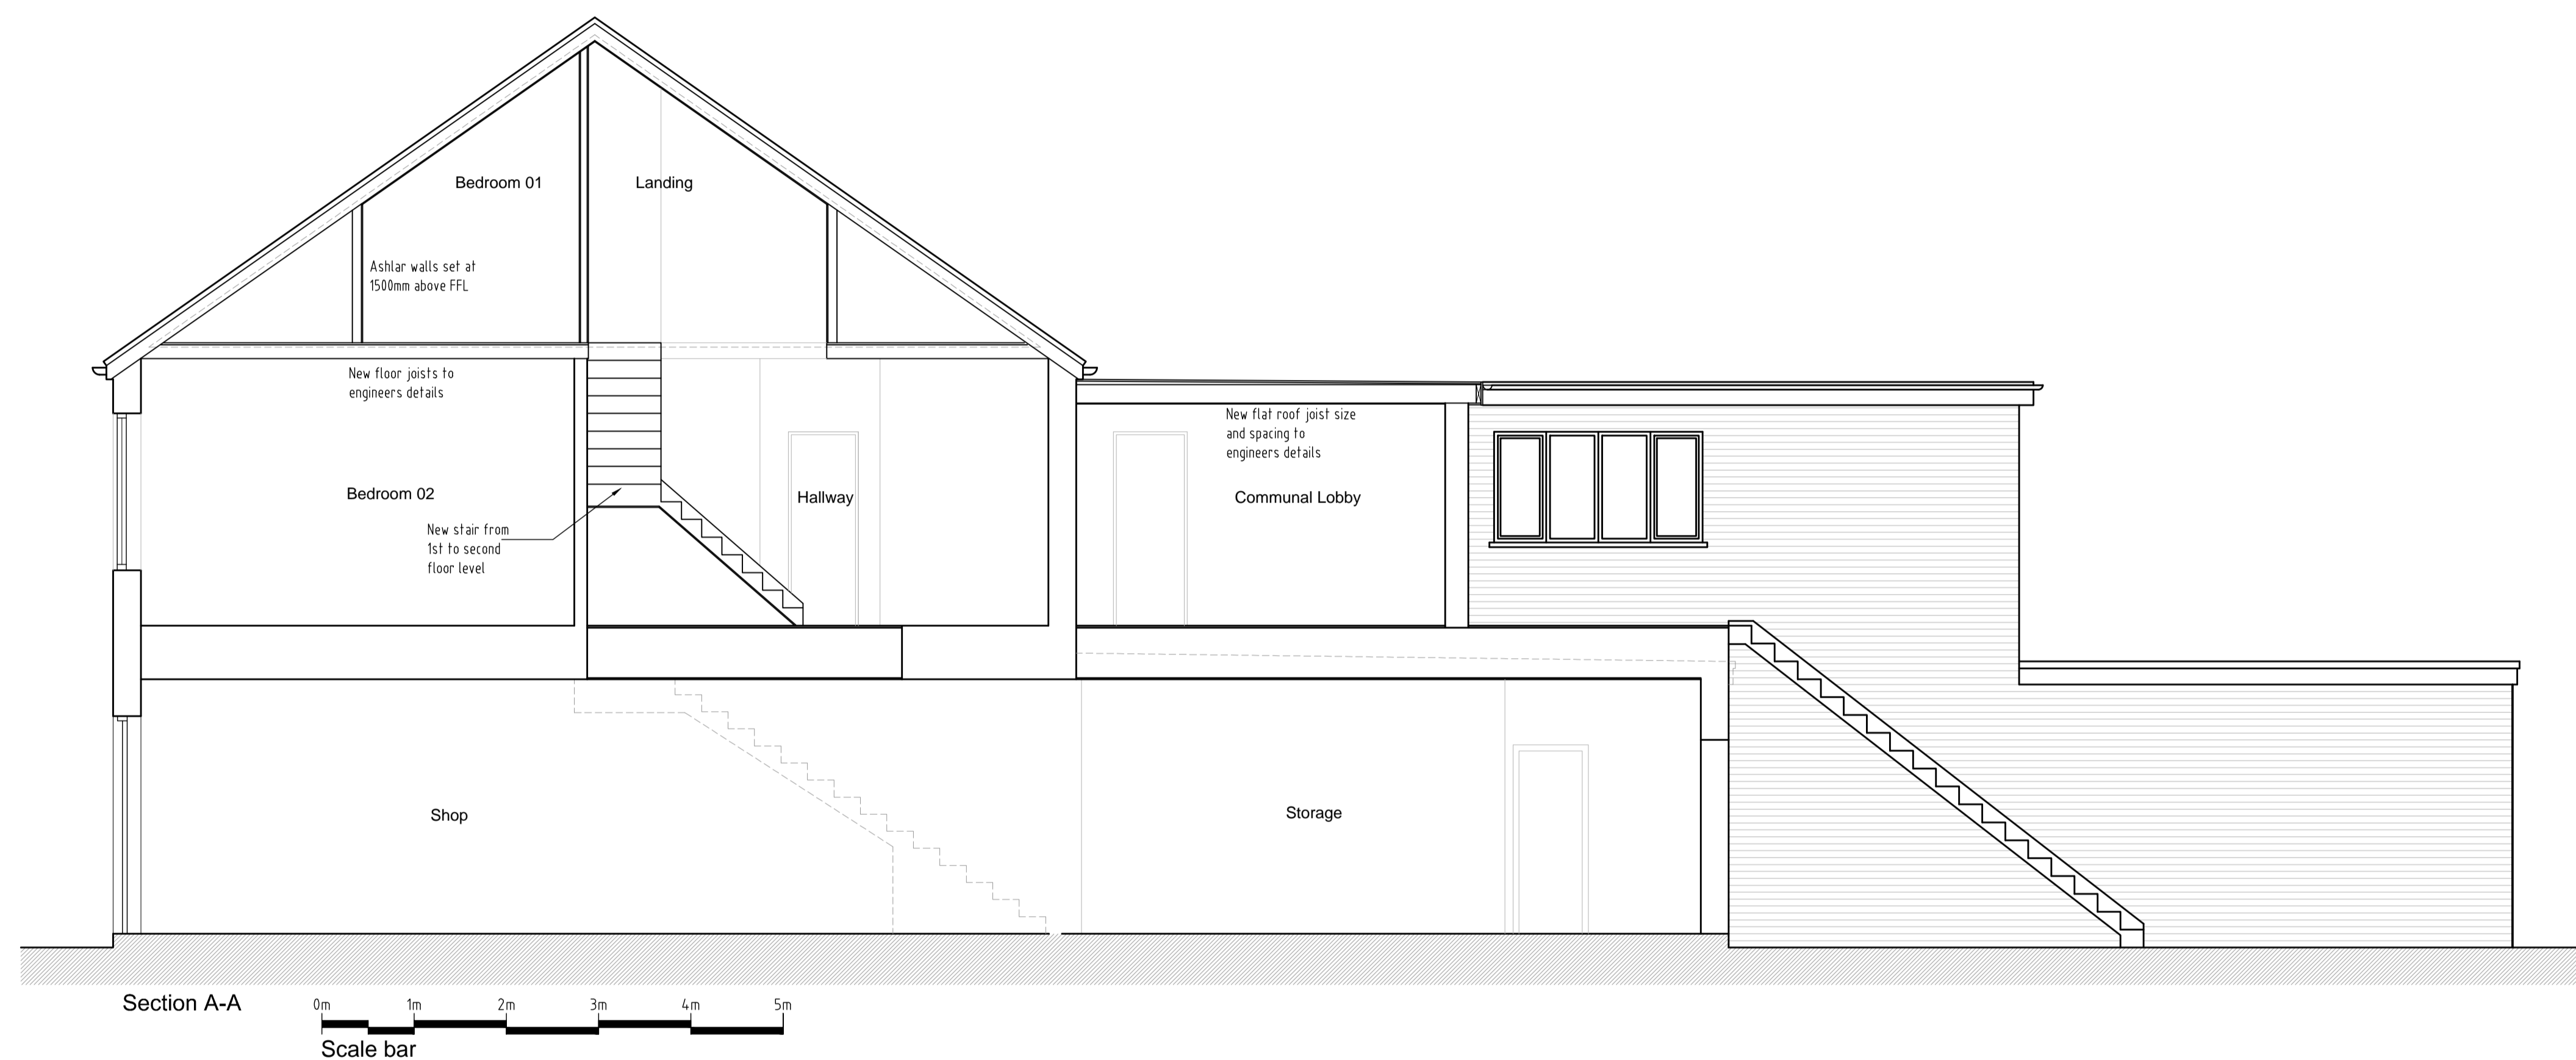 Bedroom 01
Landing
Ashlar walls set at
1500mm above FFL
New floor joists to
engineers details
Bedroom 02
New stair from
1st to second
floor level
Hallway
New flat roof joist size
and spacing to
engineers details
Communal Lobby
Shop
Storage
Section A-A
0m 1m 2m 3m 4m 5m
Scale bar